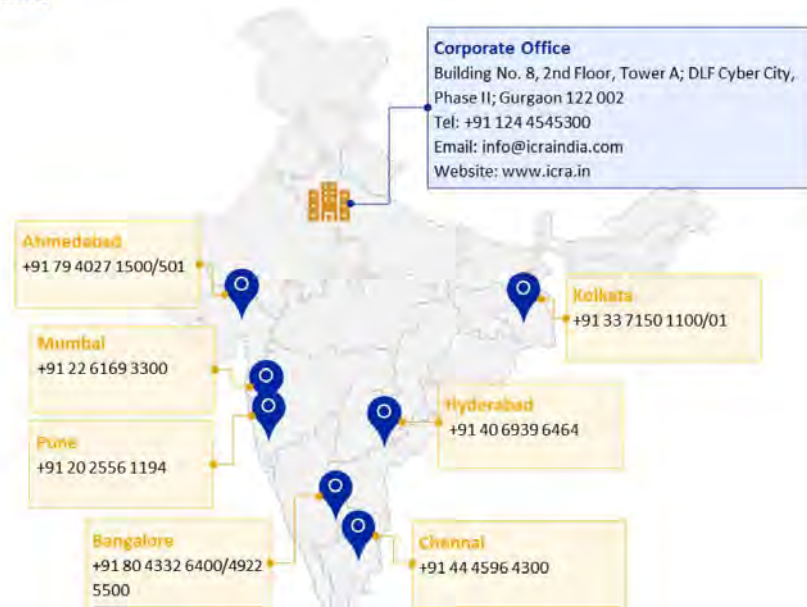 Corporate Office
Building No. 8, 2nd Floor, Tower A; DLF Cyber City,
Phase II; Gurgaon 122 002
Tel: +91 124 4545300
Email: info@icraindia.com
Website: www.icra.in
Ahmedabad
+91 79 4027 1500/501
Kolkata
+91 33 7150 1100/01
Mumbai
+91 22 6169 3300
Hyderabad
+91 40 6939 6464
Pune
+91 20 2556 1194
Bangalore
+91 80 4332 6400/4922
5500
Chennai
+91 44 4596 4300